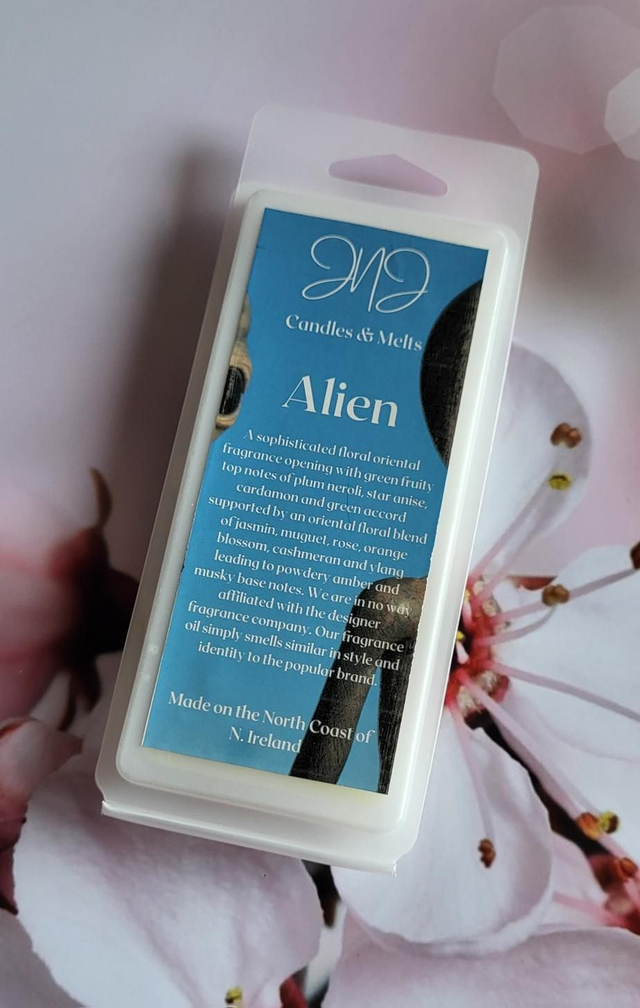 JNJ
Candles & Melts
Alien
A sophisticated floral oriental
fragrance opening with green fruity
top notes of plum neroli, star anise,
cardamon and green accord
supported by an oriental floral blend
of jasmin, muguet, rose, orange
blossom, cashmeran and ylang
leading to powdery amber and
musky base notes. We are in no way
affiliated with the designer
fragrance company. Our fragrance
oil simply smells similar in style and
identity to the popular brand.
Made on the North Coast of
N. Ireland